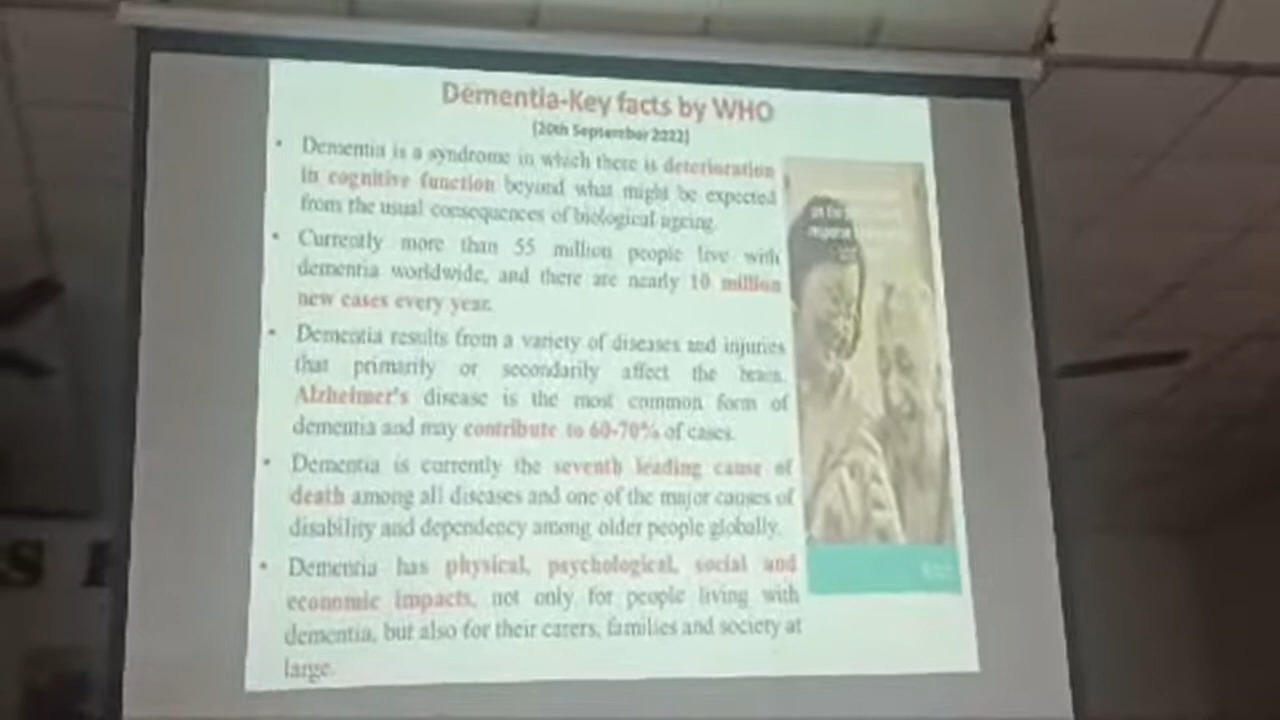 Dementia-Key facts by WHO
(20th September 2022)
• Dementia is a syndrome in which there is deterioration
in cognitive function beyond what might be expected
from the usual consequences of biological ageing.
• Currently more than 55 million people live with
dementia worldwide, and there are nearly 10 million
new cases every year.
• Dementia results from a variety of diseases and injuries
that primarily or secondarily affect the brain.
Alzheimer's disease is the most common form of
dementia and may contribute to 60-70% of cases.
• Dementia is currently the seventh leading cause of
death among all diseases and one of the major causes of
disability and dependency among older people globally.
• Dementia has physical, psychological, social and
economic impacts, not only for people living with
dementia, but also for their carers, families and society at
large.
response
S